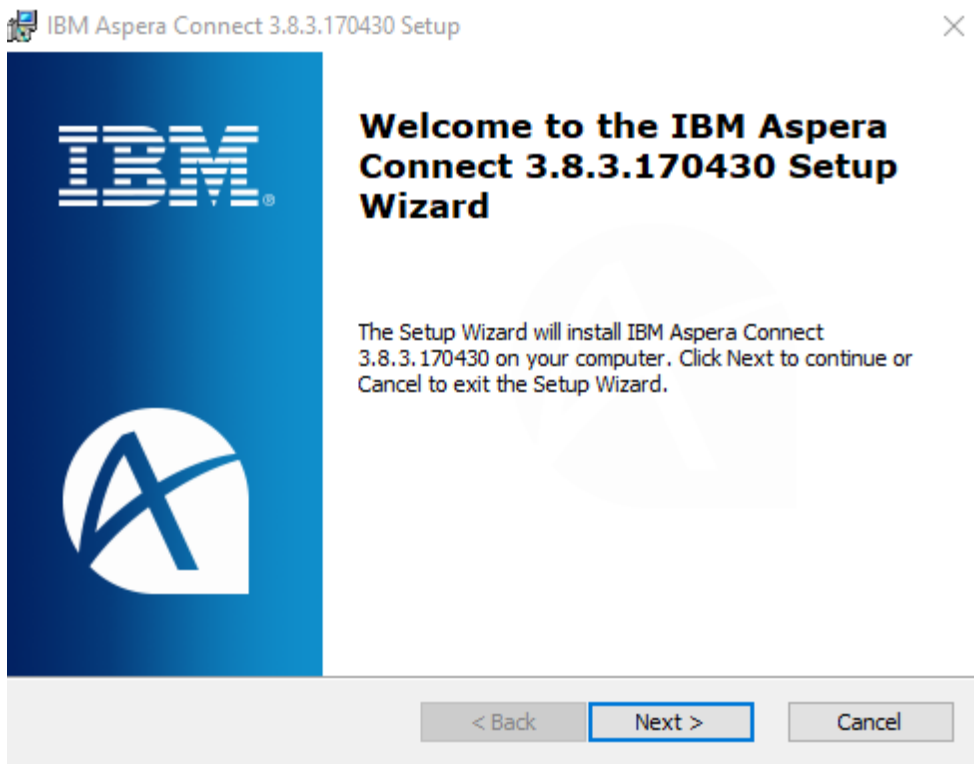 IBM Aspera Connect 3.8.3.170430 Setup
IBM®
Welcome to the IBM Aspera
Connect 3.8.3.170430 Setup
Wizard
The Setup Wizard will install IBM Aspera Connect
3.8.3.170430 on your computer. Click Next to continue or
Cancel to exit the Setup Wizard.
< Back
Next >
Cancel